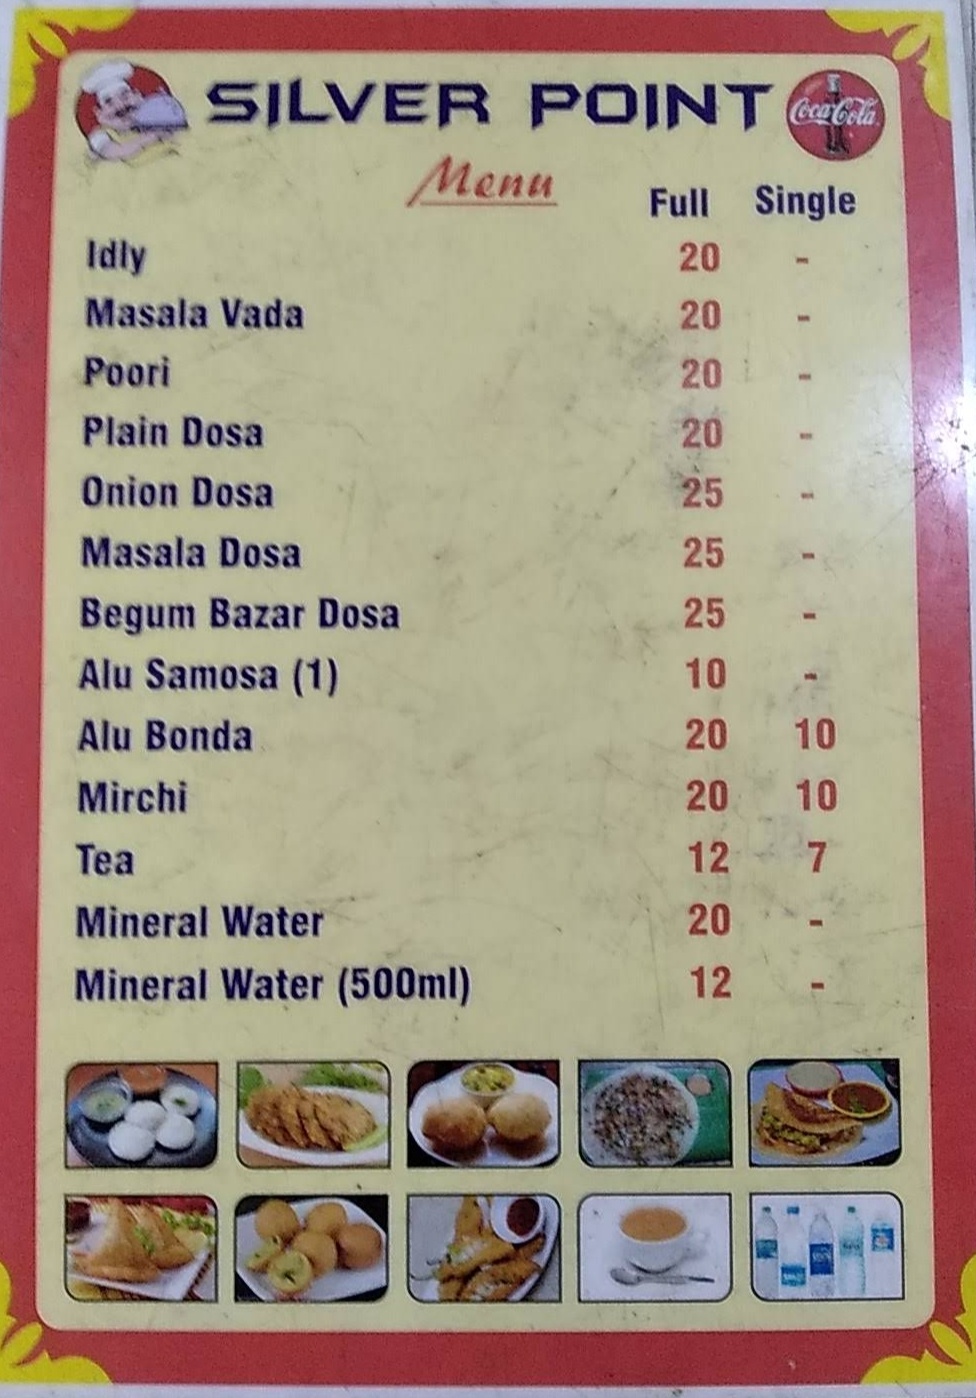 SILVER POINT
Coca-Cola
Menu
Full Single
Idly 20 -
Masala Vada 20 -
Poori 20 -
Plain Dosa 20 -
Onion Dosa 25 -
Masala Dosa 25 -
Begum Bazar Dosa 25 -
Alu Samosa (1) 10 -
Alu Bonda 20 10
Mirchi 20 10
Tea 12 7
Mineral Water 20 -
Mineral Water (500ml) 12 -